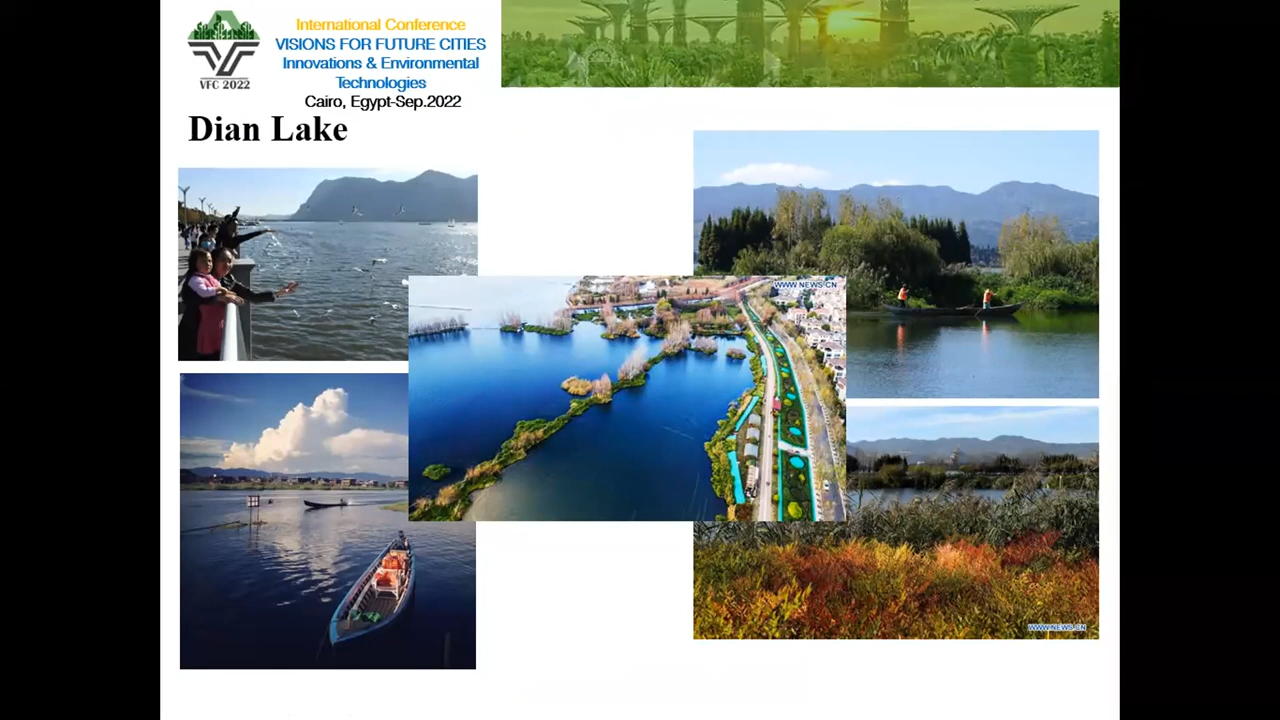 VFC 2022
International Conference
VISIONS FOR FUTURE CITIES
Innovations & Environmental
Technologies
Cairo, Egypt-Sep.2022
Dian Lake
WWW.NEWS.CN
WWW.NEWS.CN